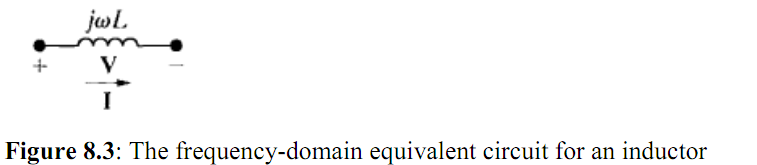 jωL
+ V −
I
Figure 8.3: The frequency-domain equivalent circuit for an inductor